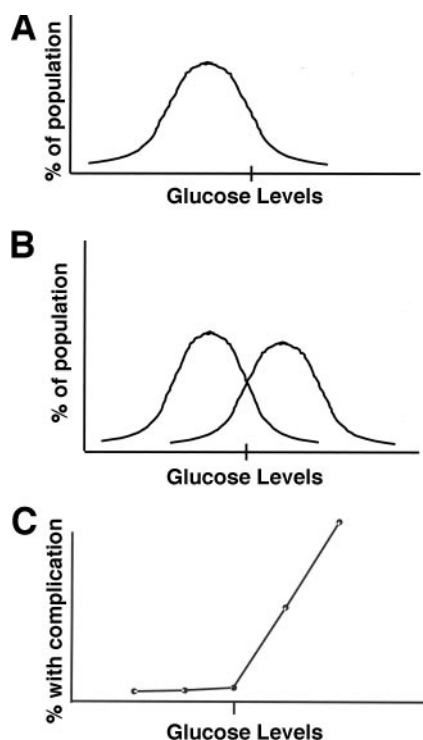 A
% of population
Glucose Levels
B
% of population
Glucose Levels
C
% with complication
Glucose Levels